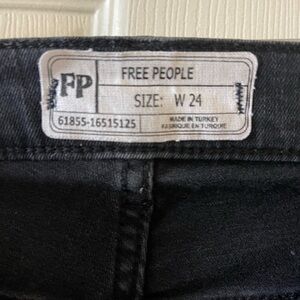 FP
FREE PEOPLE
SIZE: W 24
61855-16515125
MADE IN TURKEY
FABRIQUE EN TURQUIE